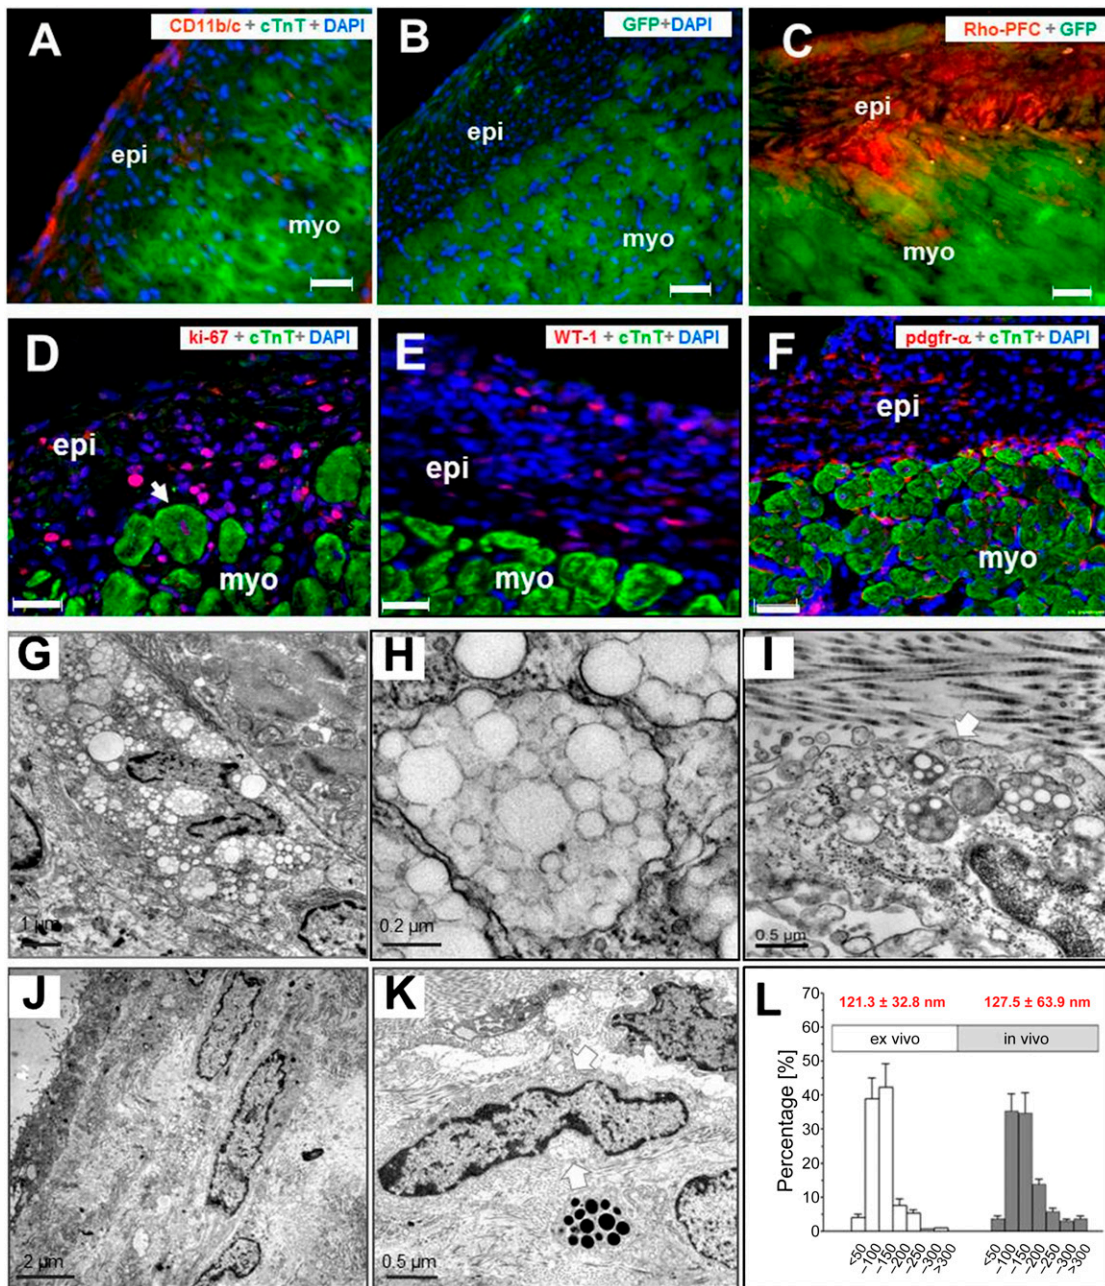 A
CD11b/c + cTnT + DAPI
epi
myo
B
GFP+DAPI
epi
myo
C
Rho-PFC + GFP
epi
myo
D
ki-67 + cTnT + DAPI
epi
myo
E
WT-1 + cTnT + DAPI
epi
myo
F
pdgfr-α + cTnT + DAPI
epi
myo
G
1 µm
H
0.2 µm
I
0.5 µm
J
2 µm
K
0.5 µm
L
121.3 ± 32.8 nm
127.5 ± 63.9 nm
ex vivo
in vivo
Percentage [%]
70
60
50
40
30
20
10
0
<50
–100
–150
–200
–250
–300
>300
<50
–100
–150
–200
–250
–300
>300